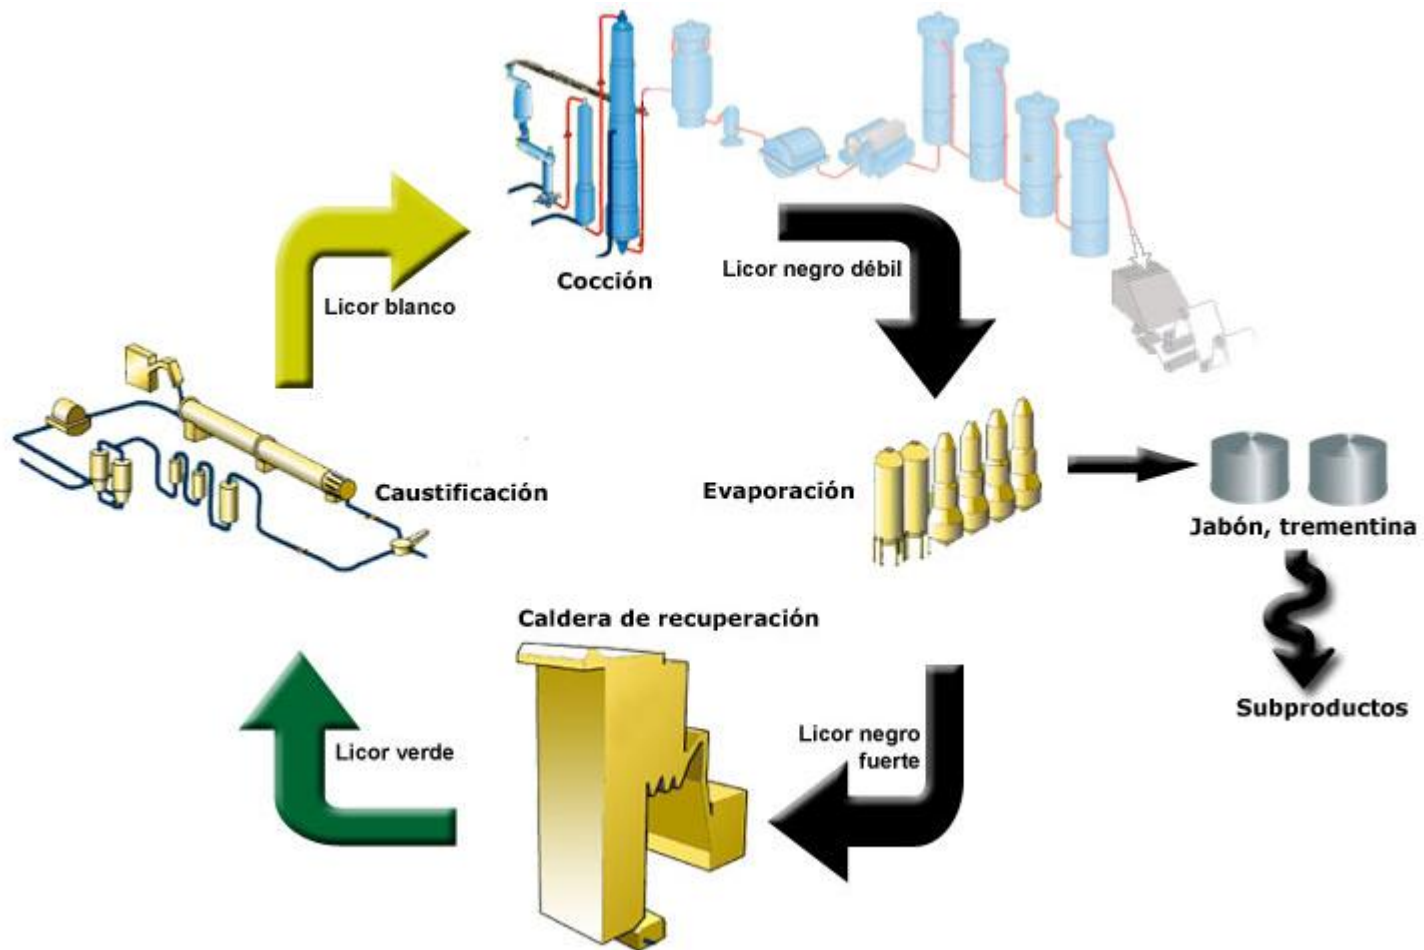 Cocción
Licor negro débil
Licor blanco
Caustificación
Evaporación
Jabón, trementina
Caldera de recuperación
Subproductos
Licor negro
fuerte
Licor verde